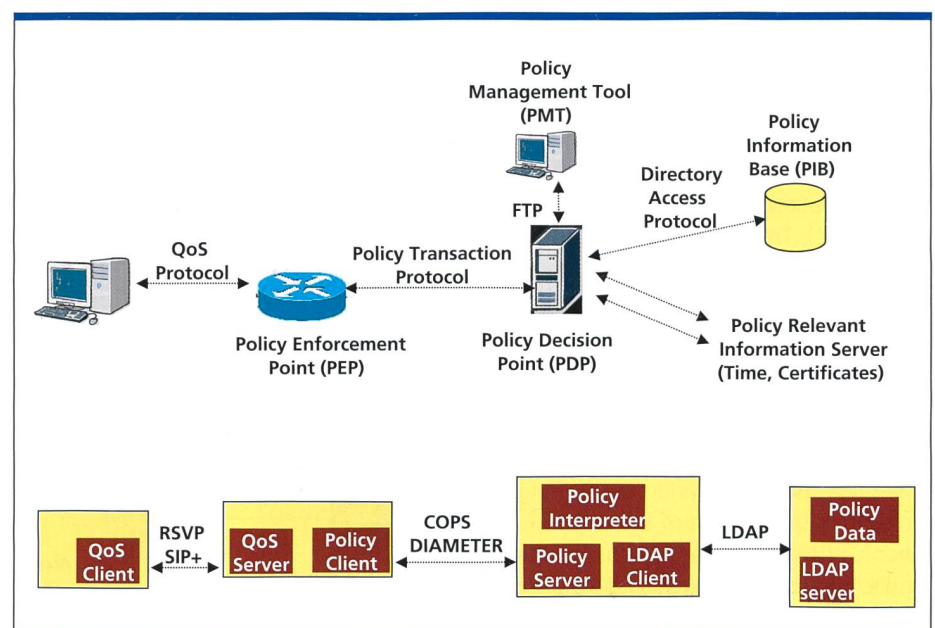 Policy
Management Tool
(PMT)
Policy
Information
Base (PIB)
Directory
Access
Protocol
FTP
QoS
Protocol
Policy Transaction
Protocol
Policy Enforcement
Point (PEP)
Policy Decision
Point (PDP)
Policy Relevant
Information Server
(Time, Certificates)
QoS
Client
RSVP
SIP+
QoS
Server
Policy
Client
COPS
DIAMETER
Policy
Interpreter
Policy
Server
LDAP
Client
LDAP
Policy
Data
LDAP
server